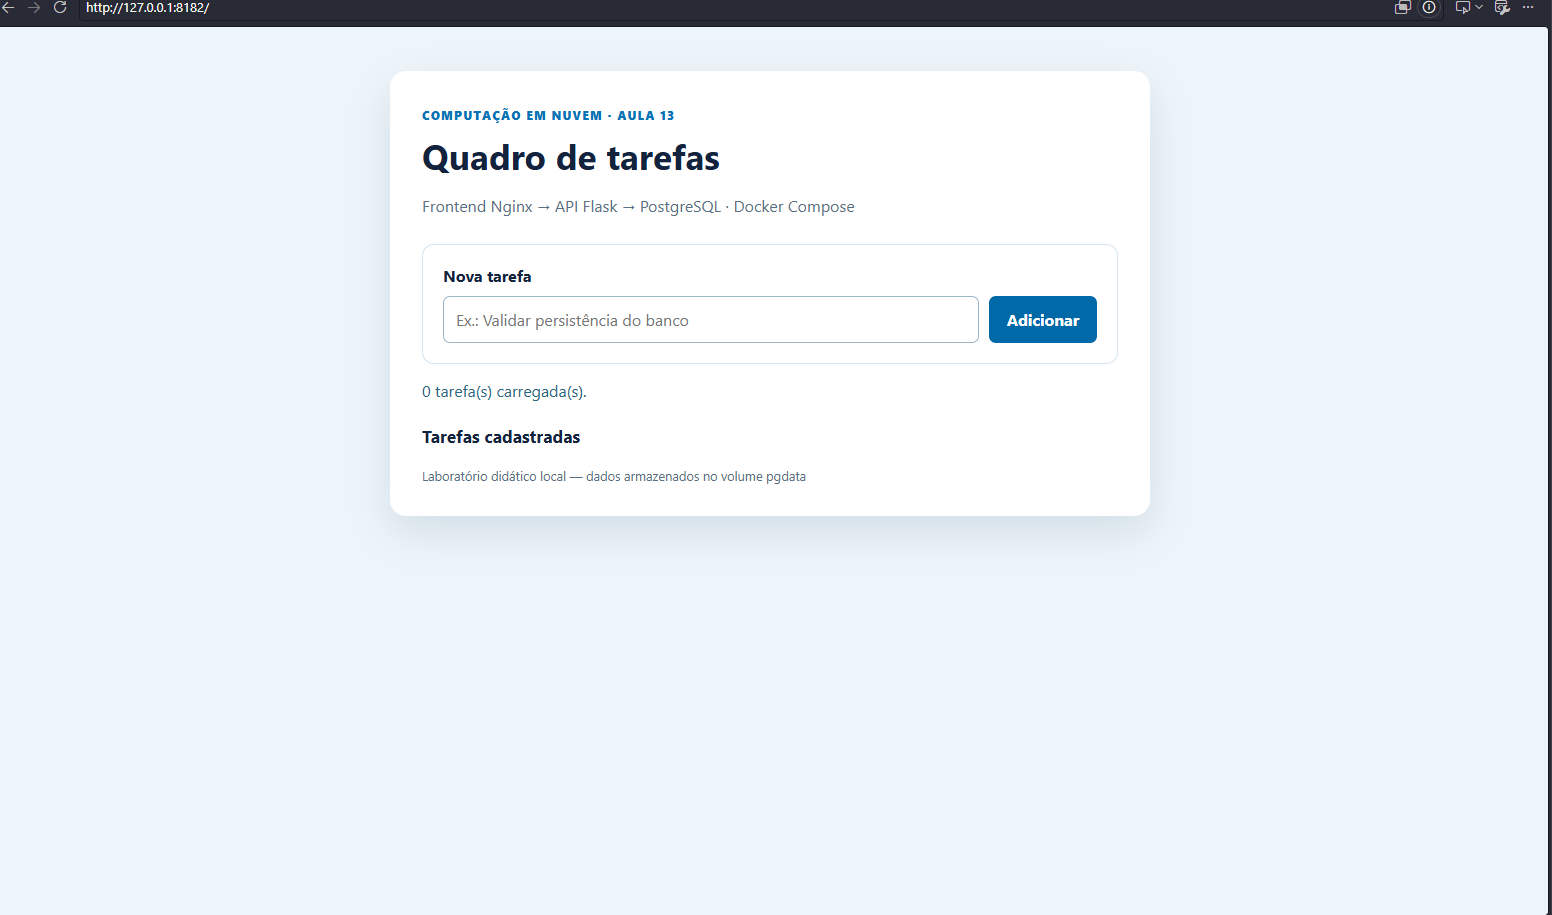 http://127.0.0.1:8182/
COMPUTAÇÃO EM NUVEM · AULA 13
Quadro de tarefas
Frontend Nginx → API Flask → PostgreSQL · Docker Compose
Nova tarefa
Ex.: Validar persistência do banco
Adicionar
0 tarefa(s) carregada(s).
Tarefas cadastradas
Laboratório didático local — dados armazenados no volume pgdata